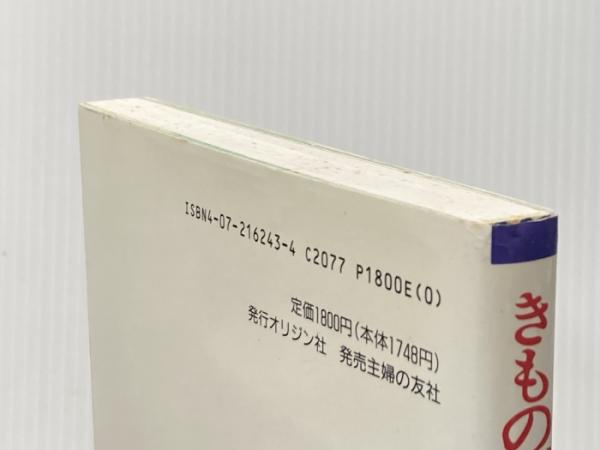 ISBN4-07-216243-4 C2077 P1800E(0)
定価1800円(本体1748円)
発行オリジン社 発売主婦の友社
きもの